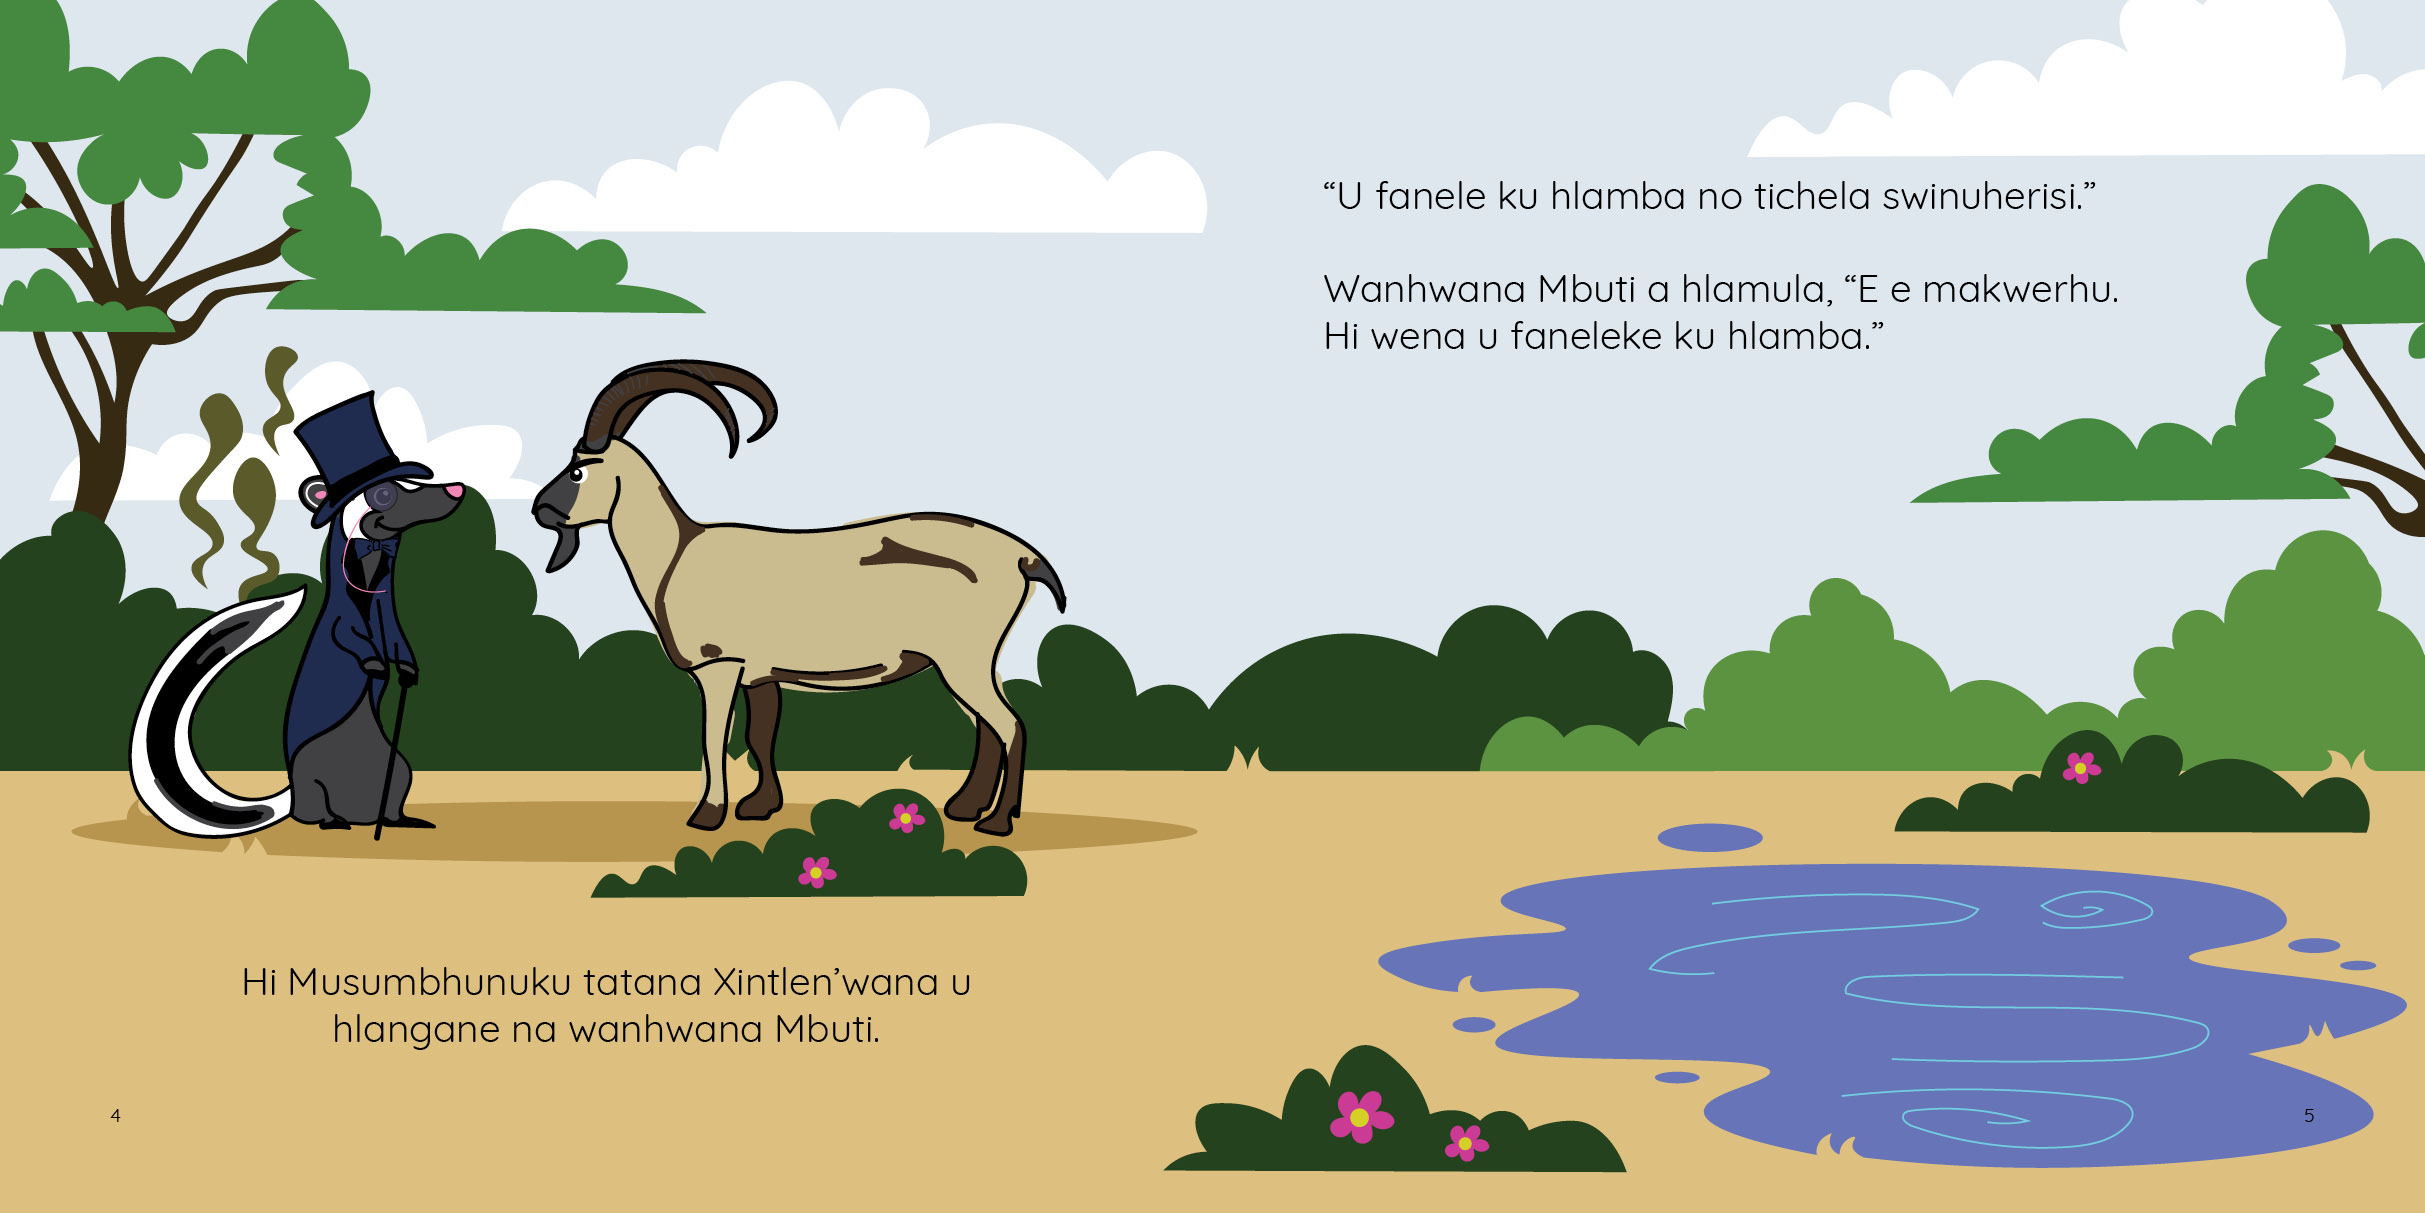 Hi Musumbhunuku tatana Xintlen’wana u
hlangane na wanhwana Mbuti.
4
“U fanele ku hlamba no tichela swinuherisi.”
Wanhwana Mbuti a hlamula, “E e makwerhu.
Hi wena u faneleke ku hlamba.”
5